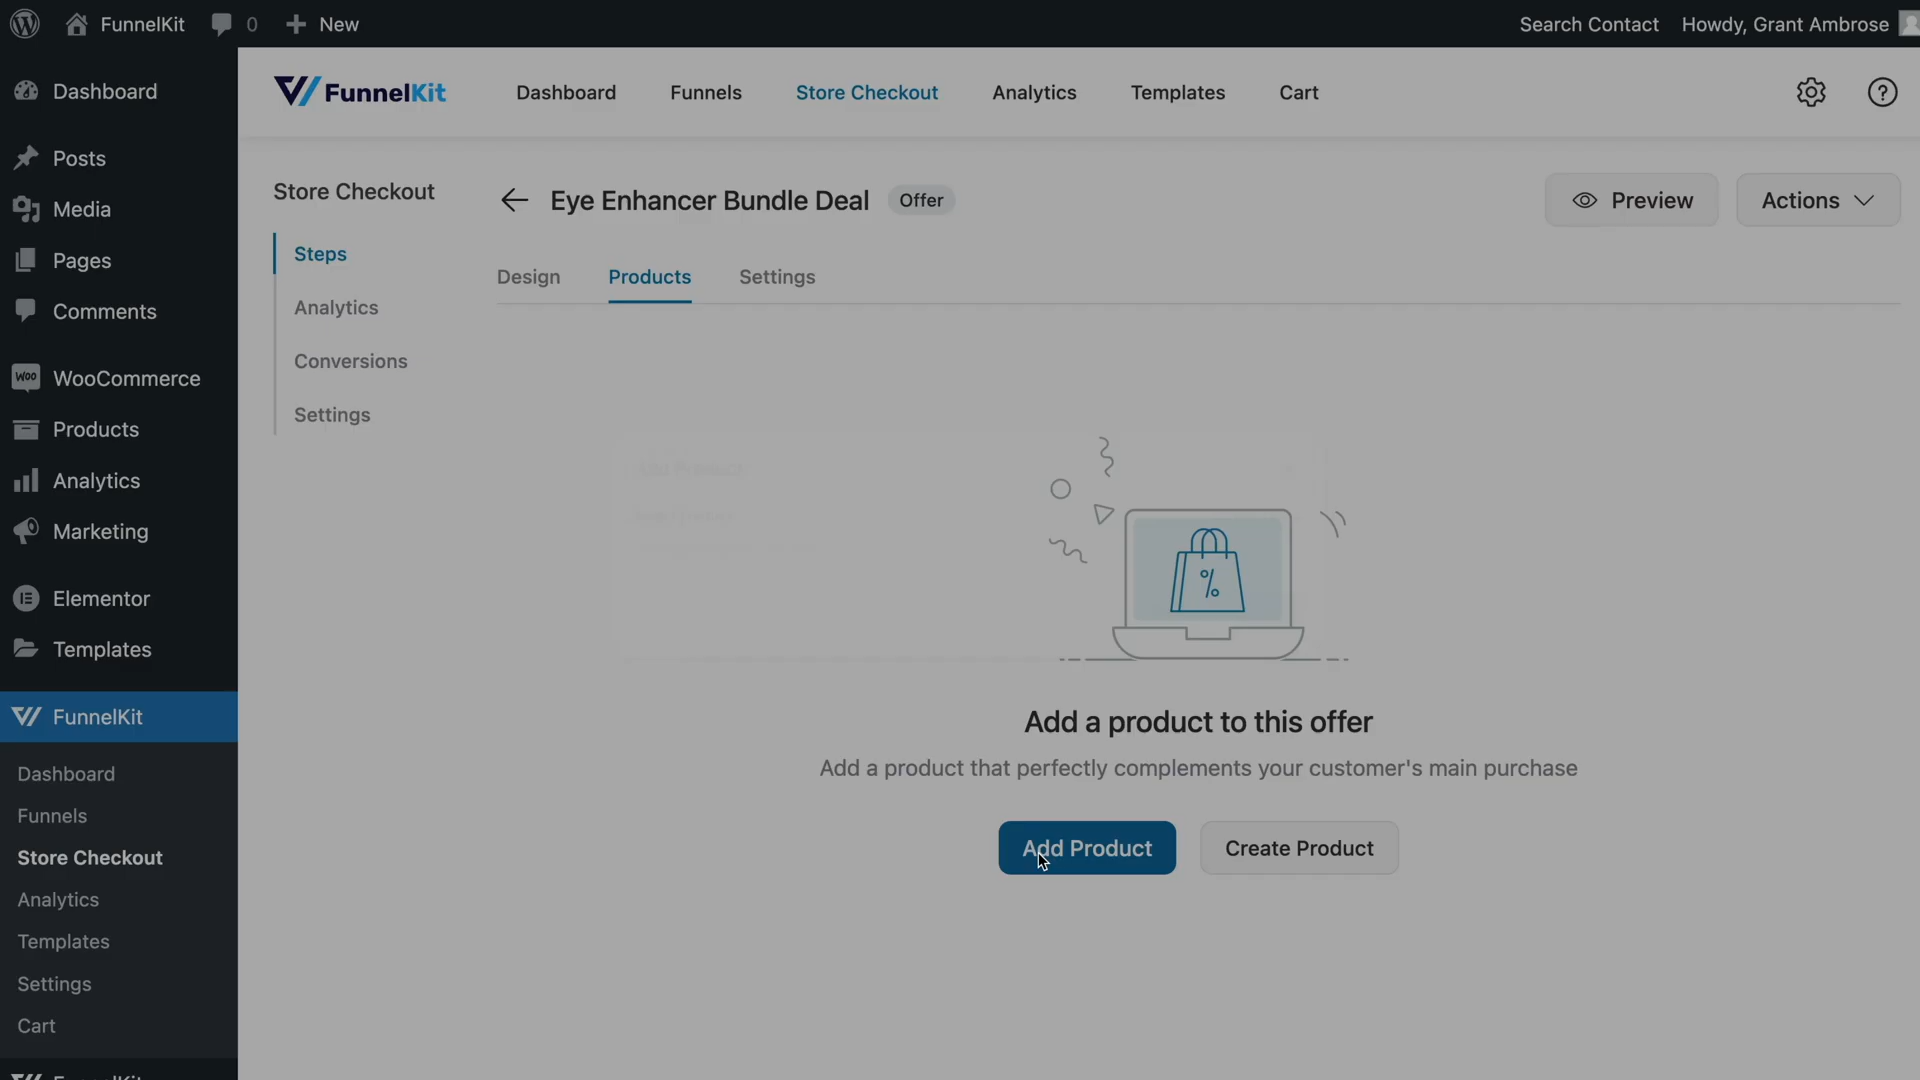 FunnelKit
0
New
Search Contact
Howdy, Grant Ambrose
Dashboard
Posts
Media
Pages
Comments
WooCommerce
Products
Analytics
Marketing
Elementor
Templates
FunnelKit
Dashboard
Funnels
Store Checkout
Analytics
Templates
Settings
Cart
FunnelKit
Dashboard
Funnels
Store Checkout
Analytics
Templates
Cart
Store Checkout
Steps
Analytics
Conversions
Settings
Eye Enhancer Bundle Deal
Offer
Preview
Actions
Design
Products
Settings
%
Add a product to this offer
Add a product that perfectly complements your customer's main purchase
Add Product
Create Product